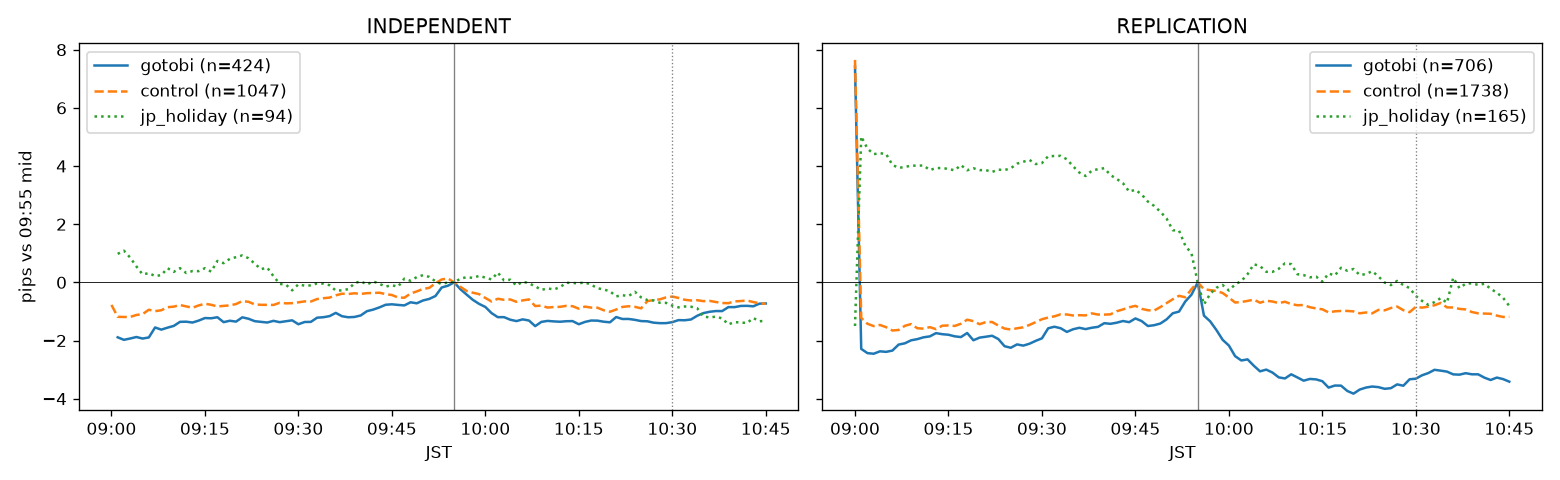 INDEPENDENT
REPLICATION
pips vs 09:55 mid
8
6
4
2
0
−2
−4
gotobi (n=424)
control (n=1047)
jp_holiday (n=94)
gotobi (n=706)
control (n=1738)
jp_holiday (n=165)
09:00 09:15 09:30 09:45 10:00 10:15 10:30 10:45
09:00 09:15 09:30 09:45 10:00 10:15 10:30 10:45
JST
JST